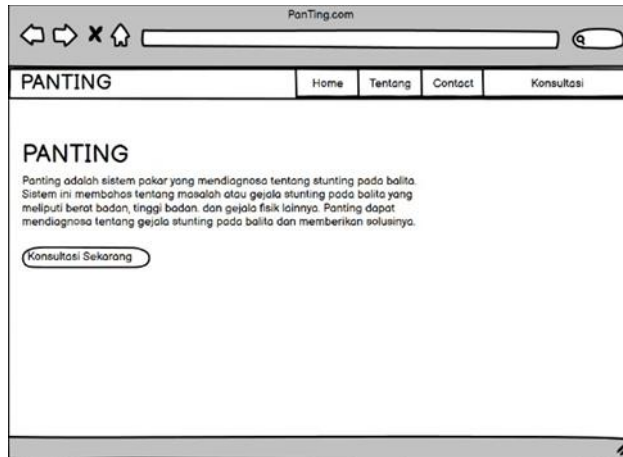 PanTing.com
PANTING
Home
Tentang
Contact
Konsultasi
PANTING
Panting adalah sistem pakar yang mendiagnosa tentang stunting pada balita.
Sistem ini membahas tentang masalah atau gejala stunting pada balita yang
meliputi berat badan, tinggi badan. dan gejala fisik lainnya. Panting dapat
mendiagnosa tentang gejala stunting pada balita dan memberikan solusinya.
Konsultasi Sekarang